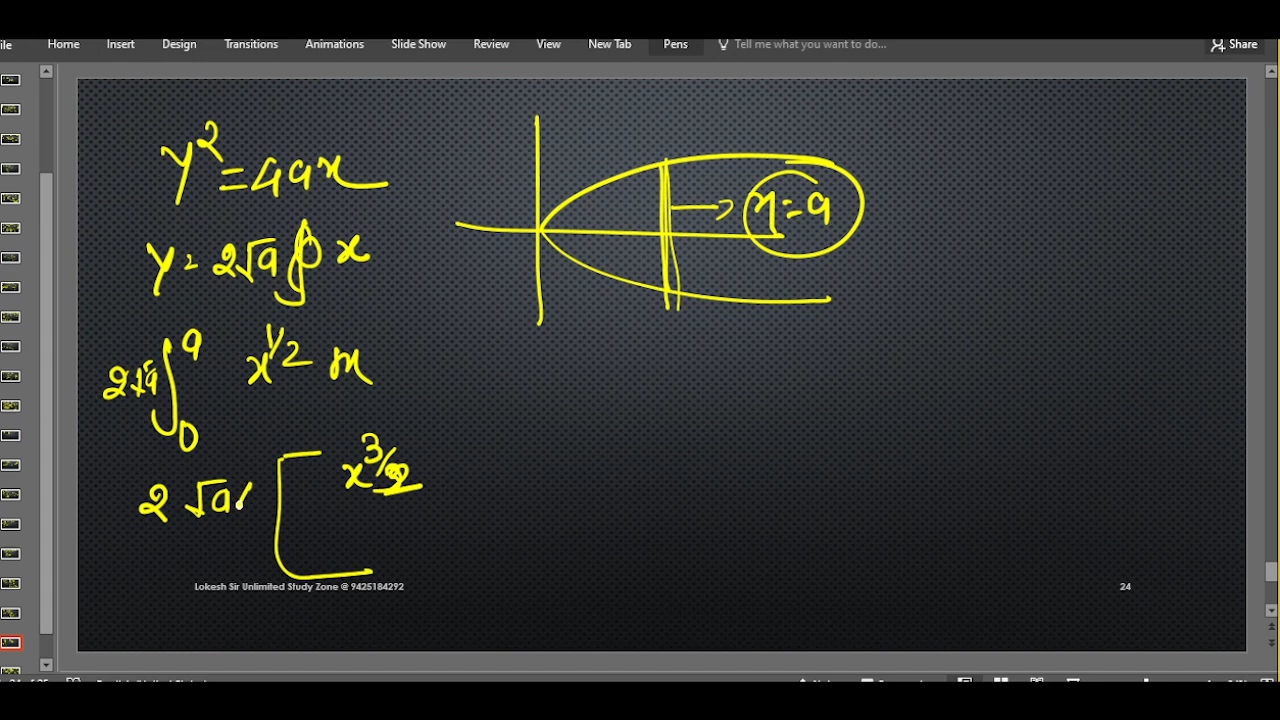 File Home Insert Design Transitions Animations Slide Show Review View New Tab Pens Tell me what you want to do... Share
y² = 4ax
x = a
y = 2√a x
2√a ∫₀ᵃ x^1/2
2 √a [ x^3/2
Lokesh Sir Unlimited Study Zone @ 9425184292
24